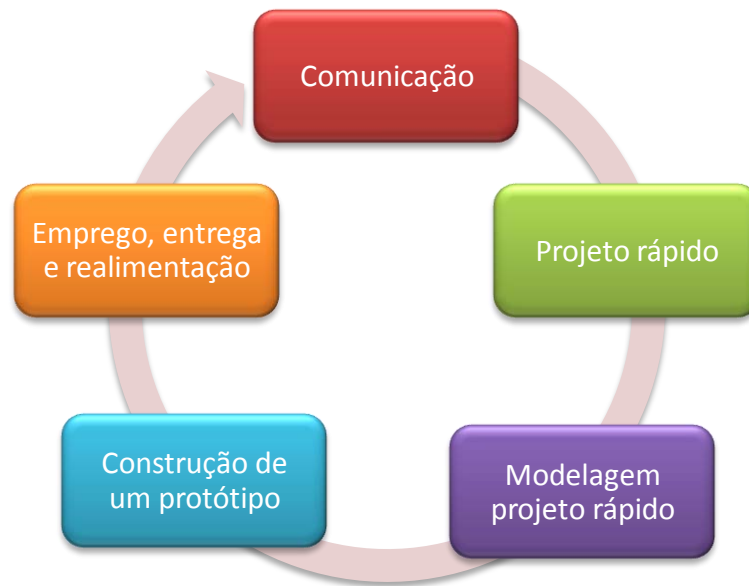 Comunicação
Projeto rápido
Modelagem
projeto rápido
Construção de
um protótipo
Emprego, entrega
e realimentação